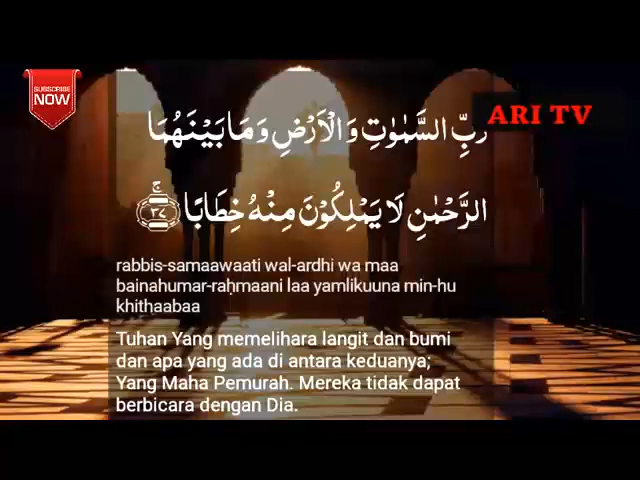 SUBSCRIBE
NOW
ARI TV
رَبِّ السَّمٰوٰتِ وَالْاَرْضِ وَمَا بَيْنَهُمَا
الرَّحْمٰنِ لَا يَمْلِكُوْنَ مِنْهُ خِطَابًا ۚ ٣٧
rabbis-samaawaati wal-ardhi wa maa
bainahumar-raḥmaani laa yamlikuuna min-hu
khithaabaa
Tuhan Yang memelihara langit dan bumi
dan apa yang ada di antara keduanya;
Yang Maha Pemurah. Mereka tidak dapat
berbicara dengan Dia.